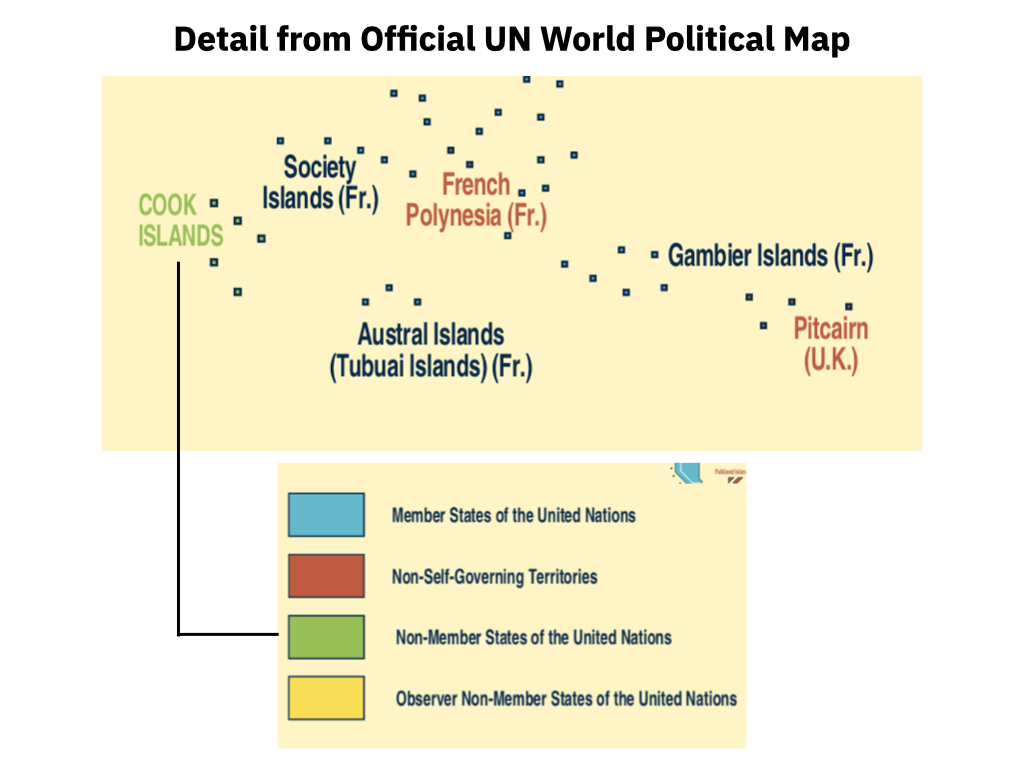 Detail from Official UN World Political Map
Society
Islands (Fr.)
French
Polynesia (Fr.)
COOK
ISLANDS
Gambier Islands (Fr.)
Austral Islands
(Tubuai Islands) (Fr.)
Pitcairn
(U.K.)
Falkland Islan
Member States of the United Nations
Non-Self-Governing Territories
Non-Member States of the United Nations
Observer Non-Member States of the United Nations